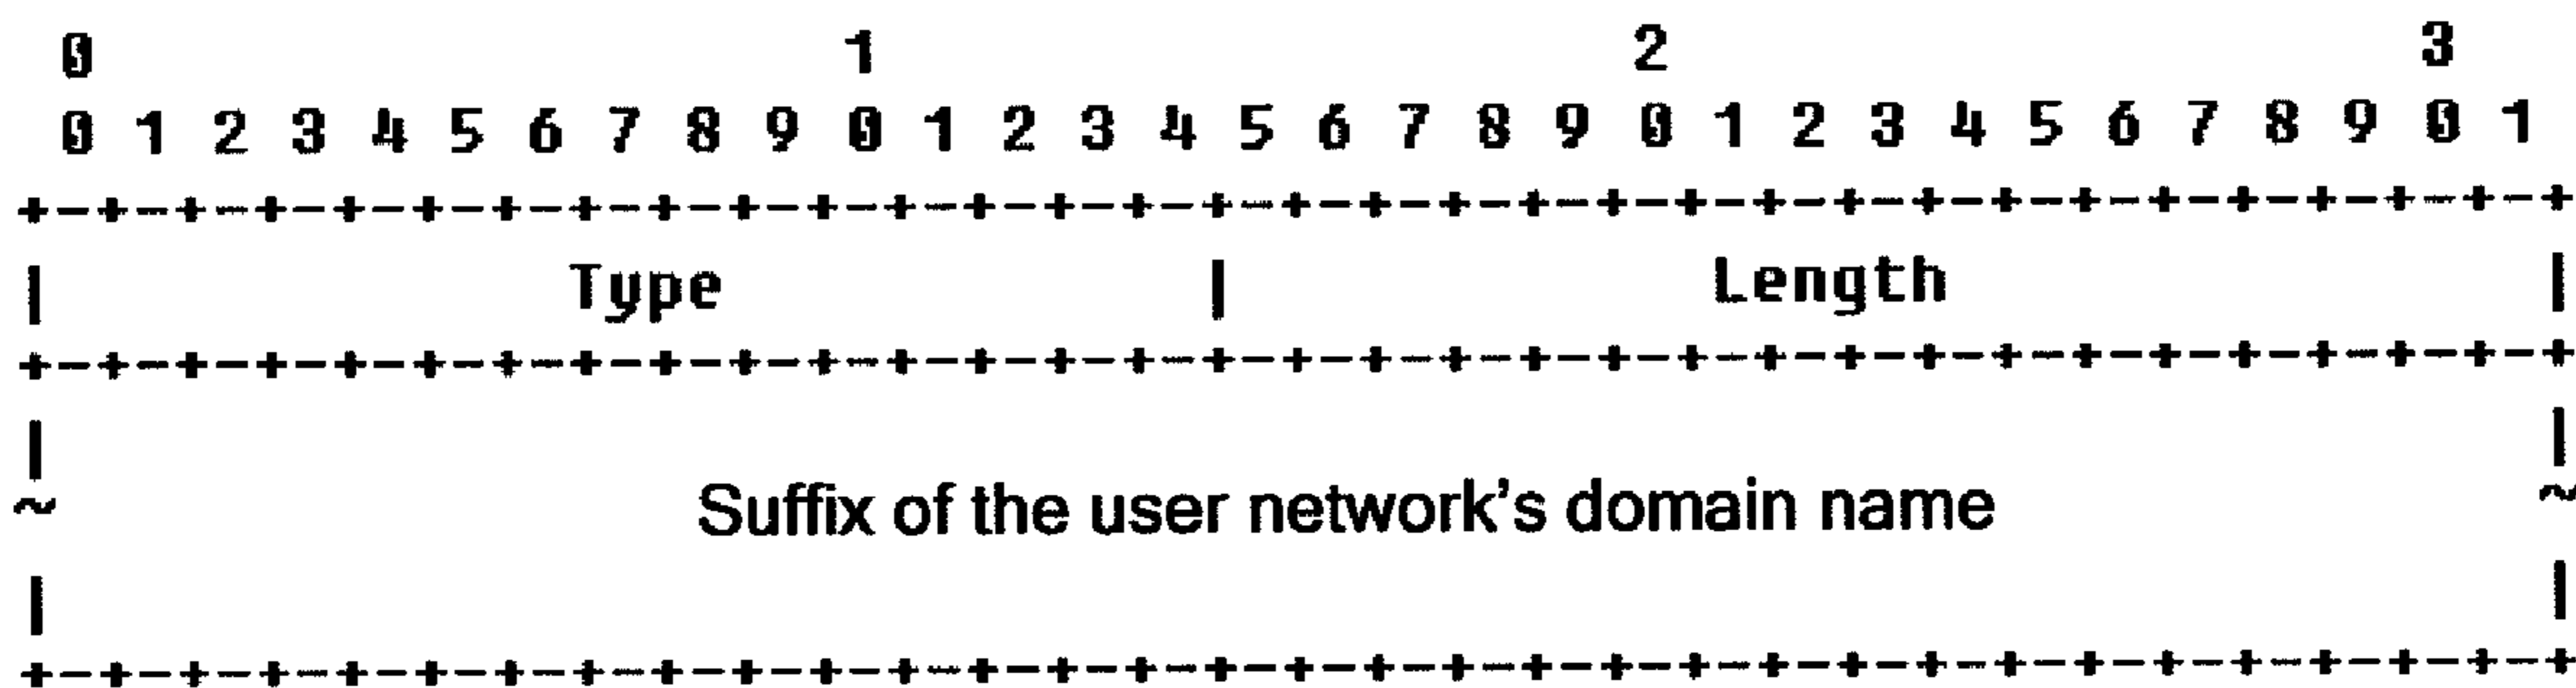 0 1 2 3
0 1 2 3 4 5 6 7 8 9 0 1 2 3 4 5 6 7 8 9 0 1 2 3 4 5 6 7 8 9 0 1
+-+-+-+-+-+-+-+-+-+-+-+-+-+-+-+-+-+-+-+-+-+-+-+-+-+-+-+-+-+-+-+-+
| Type | Length |
+-+-+-+-+-+-+-+-+-+-+-+-+-+-+-+-+-+-+-+-+-+-+-+-+-+-+-+-+-+-+-+-+
| |
~ Suffix of the user network's domain name ~
| |
+-+-+-+-+-+-+-+-+-+-+-+-+-+-+-+-+-+-+-+-+-+-+-+-+-+-+-+-+-+-+-+-+